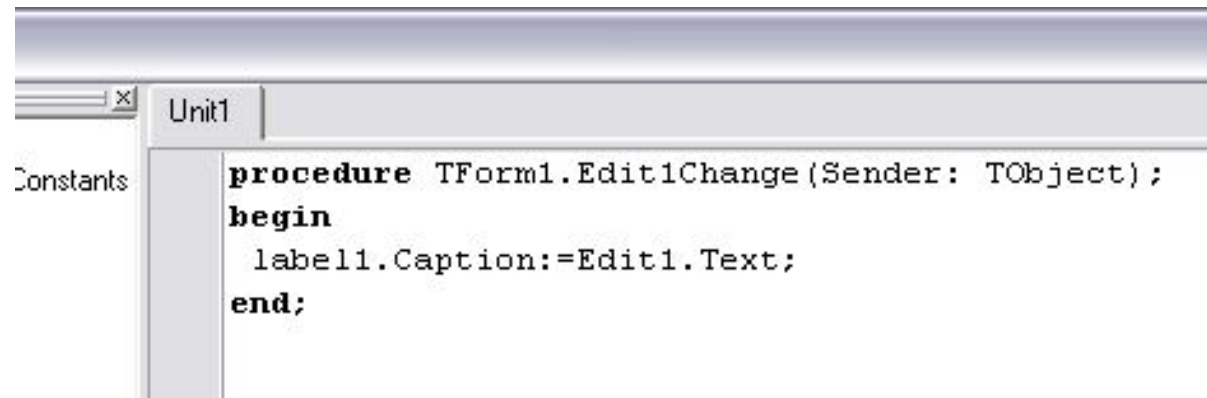 Unit1
Constants
procedure TForm1.Edit1Change(Sender: TObject);
begin
label1.Caption:=Edit1.Text;
end;